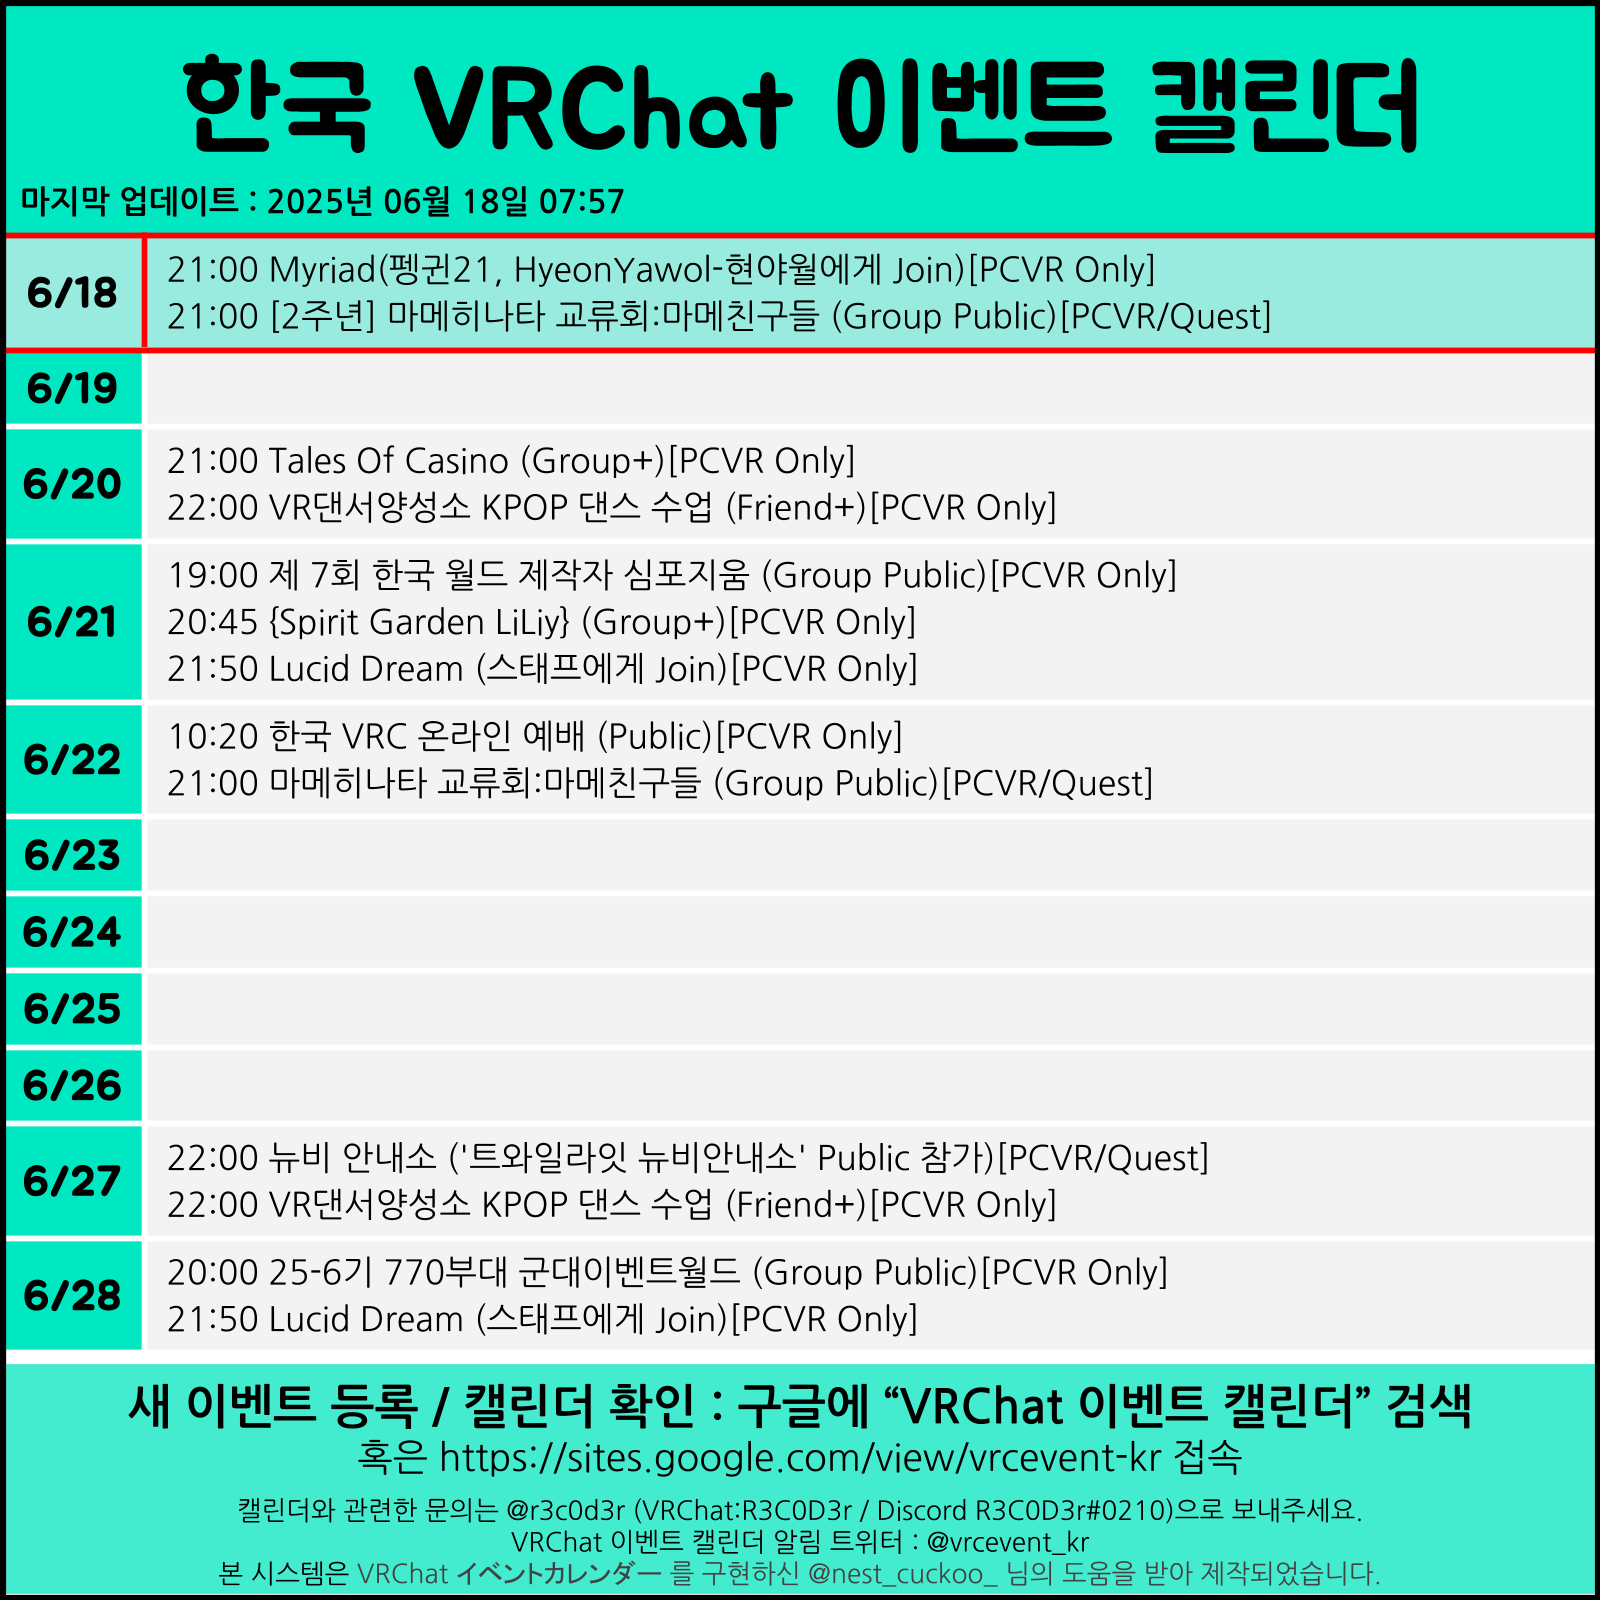 한국 VRChat 이벤트 캘린더
마지막 업데이트 : 2025년 06월 18일 07:57
6/18
21:00 Myriad(펭귄21, HyeonYawol-현야월에게 Join)[PCVR Only]
21:00 [2주년] 마메히나타 교류회:마메친구들 (Group Public)[PCVR/Quest]
6/19
6/20
21:00 Tales Of Casino (Group+)[PCVR Only]
22:00 VR댄서양성소 KPOP 댄스 수업 (Friend+)[PCVR Only]
6/21
19:00 제 7회 한국 월드 제작자 심포지움 (Group Public)[PCVR Only]
20:45 {Spirit Garden LiLiy} (Group+)[PCVR Only]
21:50 Lucid Dream (스태프에게 Join)[PCVR Only]
6/22
10:20 한국 VRC 온라인 예배 (Public)[PCVR Only]
21:00 마메히나타 교류회:마메친구들 (Group Public)[PCVR/Quest]
6/23
6/24
6/25
6/26
6/27
22:00 뉴비 안내소 ('트와일라잇 뉴비안내소' Public 참가)[PCVR/Quest]
22:00 VR댄서양성소 KPOP 댄스 수업 (Friend+)[PCVR Only]
6/28
20:00 25-6기 770부대 군대이벤트월드 (Group Public)[PCVR Only]
21:50 Lucid Dream (스태프에게 Join)[PCVR Only]
새 이벤트 등록 / 캘린더 확인 : 구글에 “VRChat 이벤트 캘린더” 검색
혹은 https://sites.google.com/view/vrcevent-kr 접속
캘린더와 관련한 문의는 @r3c0d3r (VRChat:R3C0D3r / Discord R3C0D3r#0210)으로 보내주세요.
VRChat 이벤트 캘린더 알림 트위터 : @vrcevent_kr
본 시스템은 VRChat イベントカレンダー 를 구현하신 @nest_cuckoo_ 님의 도움을 받아 제작되었습니다.